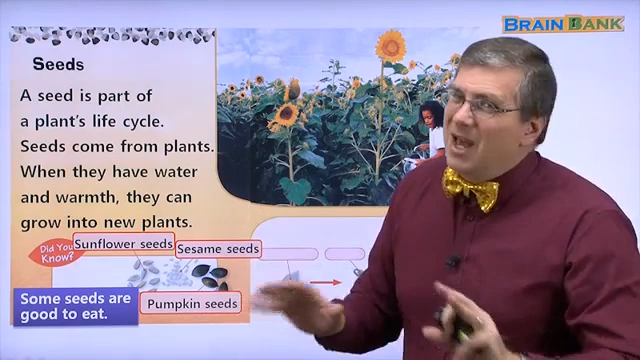 BRAIN BANK
Seeds
A seed is part of
a plant's life cycle.
Seeds come from plants.
When they have water
and warmth, they can
grow into new plants.
Did You
Know?
Sunflower seeds
Sesame seeds
Pumpkin seeds
Some seeds are
good to eat.